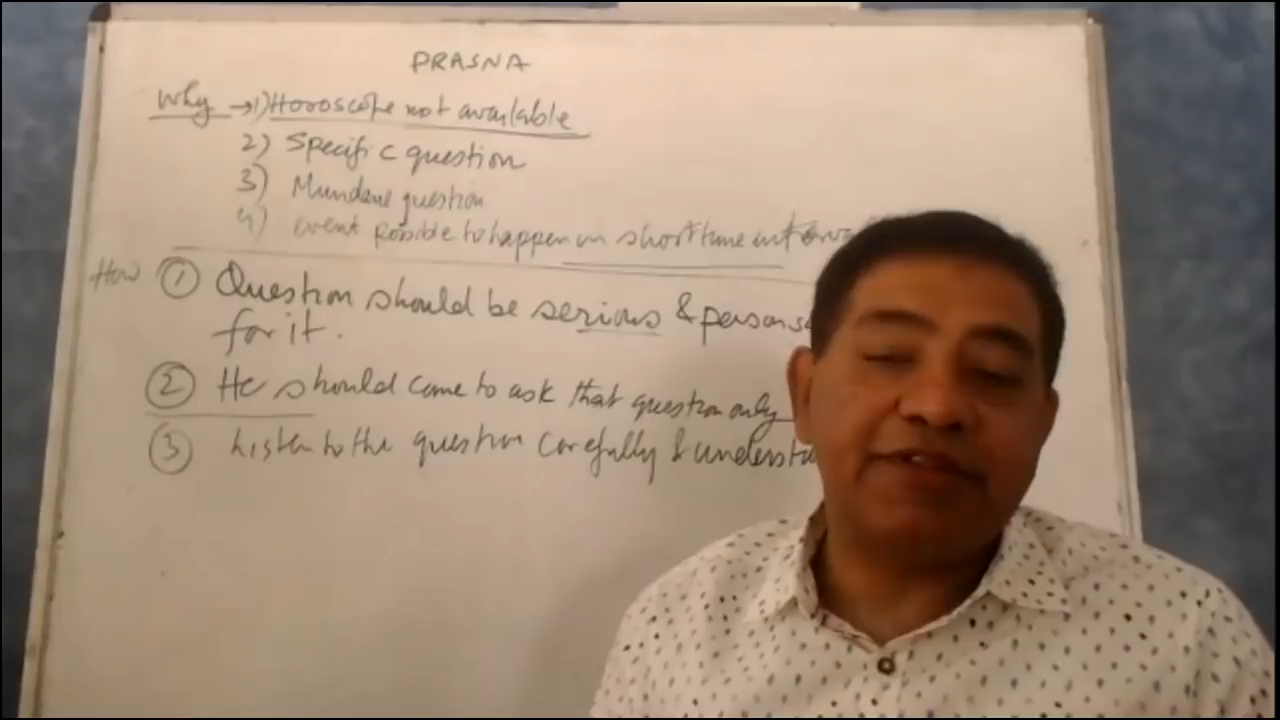 PRASNA
Why → 1) Horoscope not available
2) Specific question
3) Mundane question
4) event possible to happen in short time interva
How ① Question should be serious & person s
for it.
② He should come to ask that question only
③ Listen to the question carefully & understa